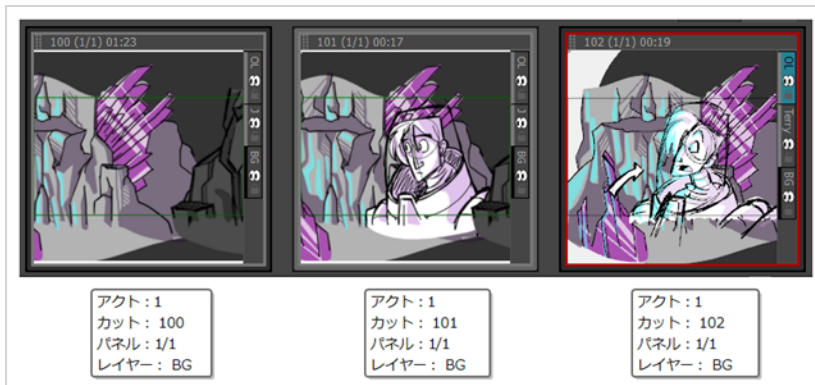 100 (1/1) 01:23
OL
J
BG
101 (1/1) 00:17
OL
J
BG
102 (1/1) 00:19
OL
Terry
BG
アクト：1
カット： 100
パネル：1/1
レイヤー： BG
アクト：1
カット： 101
パネル：1/1
レイヤー： BG
アクト：1
カット： 102
パネル：1/1
レイヤー： BG